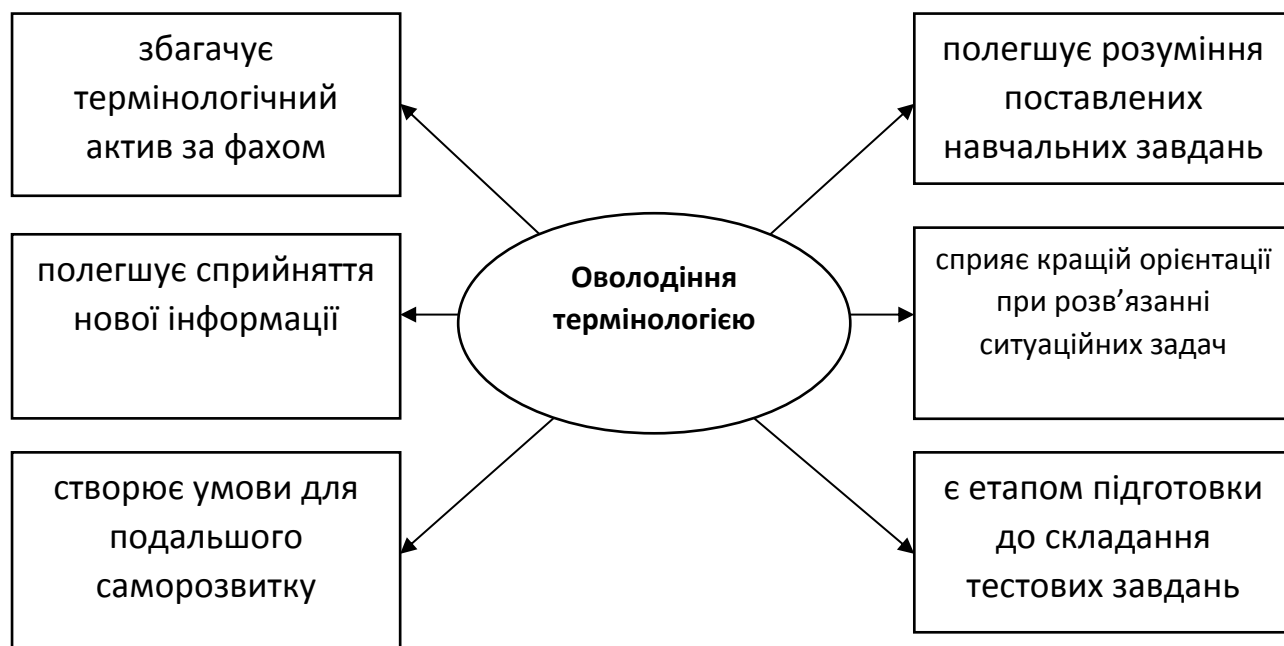 збагачує
термінологічний
актив за фахом
полегшує сприйняття
нової інформації
створює умови для
подальшого
саморозвитку
Оволодіння
термінологією
полегшує розуміння
поставлених
навчальних завдань
сприяє кращій орієнтації
при розв’язанні
ситуаційних задач
є етапом підготовки
до складання
тестових завдань